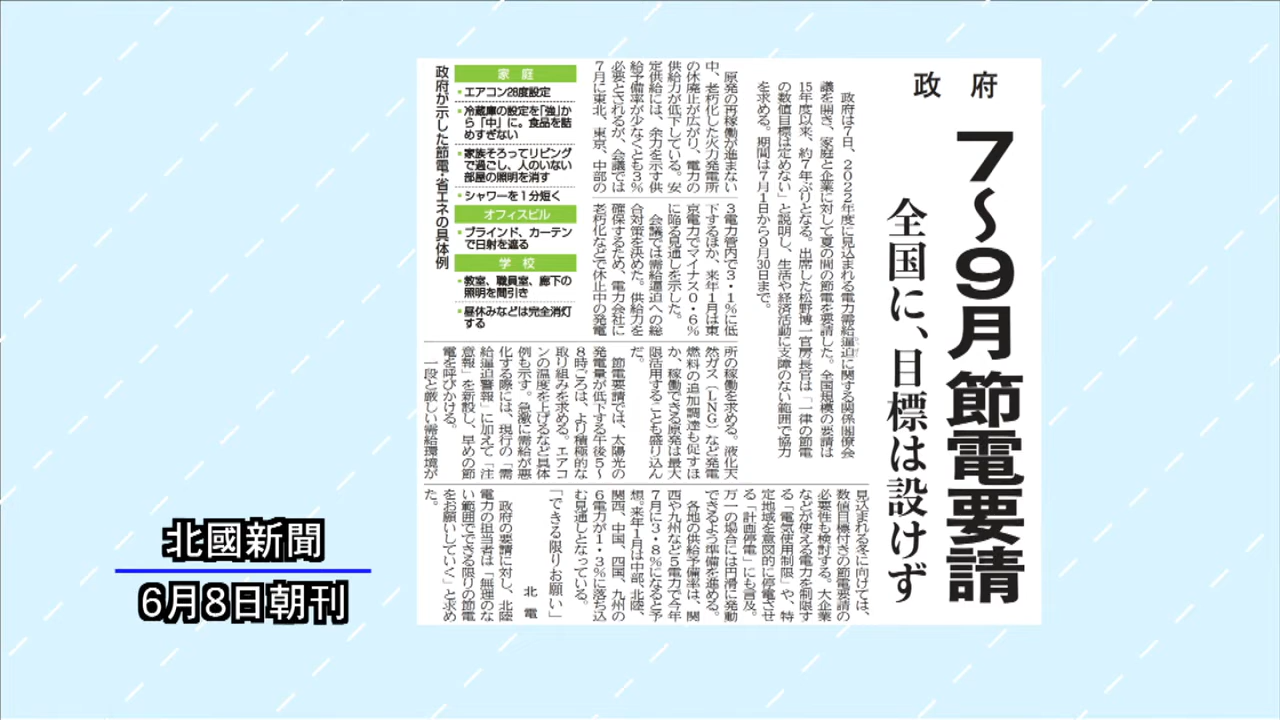 政府
7〜9月節電要請
全国に、目標は設けず
政府は7日、2022年度に見込まれる電力需給逼迫に関する関係閣僚会
議を開き、家庭と企業に対して夏の間の節電を要請した。全国規模の要請は
15年度以来、約7年ぶりとなる。出席した松野博一官房長官は「一律の節電
の数値目標は定めない」と説明し、生活や経済活動に支障のない範囲で協力
を求める。期間は7月1日から9月30日まで。
原発の再稼働が進まない
中、老朽化した火力発電所
の休廃止が広がり、電力の
供給力が低下している。安
定供給には、余力を示す供
給予備率が少なくとも3%
必要とされるが、会議では
7月に東北、東京、中部の
3電力管内で3・1%に低
下するほか、来年1月は東
京電力でマイナス0・6%
に陥る見通しを示した。
会議では需給逼迫への総
合対策を決めた。供給力を
確保するため、電力会社に
老朽化などで休止中の発電
所の稼働を求める。液化天
然ガス(LNG)など発電
燃料の追加調達も促すほ
か、稼働できる原発は最大
限活用することも盛り込ん
だ。
節電要請では、太陽光の
発電量が低下する午後5〜
8時ごろは、より積極的な
取り組みを求める。エアコ
ンの温度を上げるなど具体
例も示す。急激に需給が悪
化する際には、現行の「需
給逼迫警報」に加えて「注
意報」を新設し、早めの節
電を呼びかける。
一段と厳しい需給環境が
見込まれる冬に向けては、
数値目標付きの節電要請の
必要性も検討する。大企業
などが使える電力を制限す
る「電気使用制限」や、特
定地域を意図的に停電させ
る「計画停電」にも言及。
万一の場合には円滑に発動
できるよう準備を進める。
各地の供給予備率は、関
西や九州など5電力で今年
7月に3・8%になると予
想。来年1月は中部、北陸、
関西、中国、四国、九州の
6電力が1・3%に落ち込
む見通しとなっている。
「できる限りお願い」
北電
政府の要請に対し、北陸
電力の担当者は「無理のな
い範囲でできる限りの節電
をお願いしていく」と求め
た。
政府が示した節電・省エネの具体例
家庭
・エアコン28度設定
・冷蔵庫の設定を「強」か
ら「中」に。食品を詰
めすぎない
・家族そろってリビング
で過ごし、人のいない
部屋の照明を消す
・シャワーを1分短く
オフィスビル
・ブラインド、カーテン
で日射を遮る
学校
・教室、職員室、廊下の
照明を間引き
・昼休みなどは完全消灯
する
北國新聞
6月8日朝刊